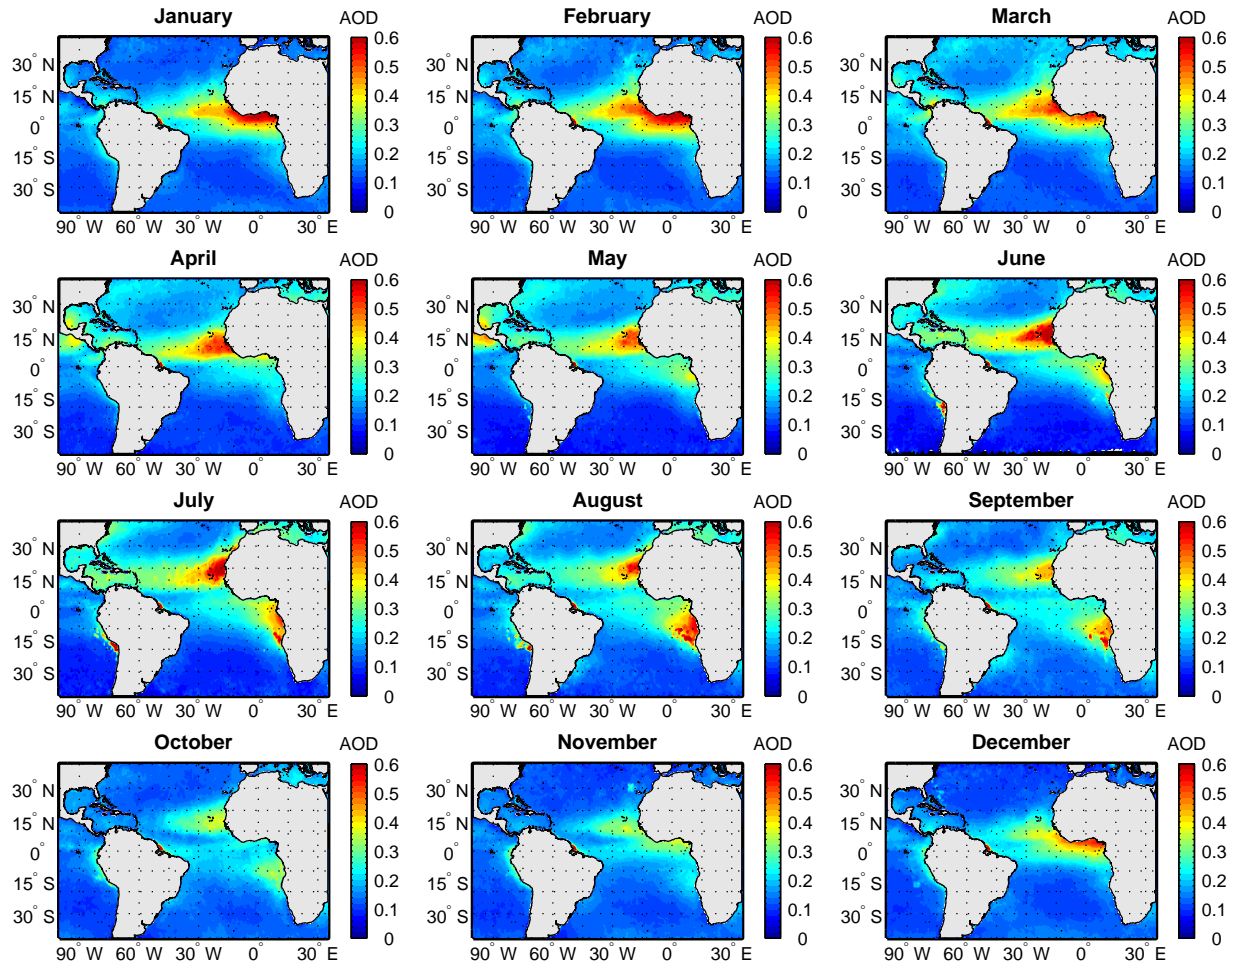 January AOD February AOD March AOD
30° N 0.6 30° N 0.6 30° N 0.6
0.5 0.5 0.5
15° N 0.4 15° N 0.4 15° N 0.4
0° 0.3 0° 0.3 0° 0.3
15° S 0.2 15° S 0.2 15° S 0.2
30° S 0.1 30° S 0.1 30° S 0.1
0 0 0
90° W 60° W 30° W 0° 30° E 90° W 60° W 30° W 0° 30° E 90° W 60° W 30° W 0° 30° E
April AOD May AOD June AOD
30° N 0.6 30° N 0.6 30° N 0.6
0.5 0.5 0.5
15° N 0.4 15° N 0.4 15° N 0.4
0° 0.3 0° 0.3 0° 0.3
15° S 0.2 15° S 0.2 15° S 0.2
30° S 0.1 30° S 0.1 30° S 0.1
0 0 0
90° W 60° W 30° W 0° 30° E 90° W 60° W 30° W 0° 30° E 90° W 60° W 30° W 0° 30° E
July AOD August AOD September AOD
30° N 0.6 30° N 0.6 30° N 0.6
0.5 0.5 0.5
15° N 0.4 15° N 0.4 15° N 0.4
0° 0.3 0° 0.3 0° 0.3
15° S 0.2 15° S 0.2 15° S 0.2
30° S 0.1 30° S 0.1 30° S 0.1
0 0 0
90° W 60° W 30° W 0° 30° E 90° W 60° W 30° W 0° 30° E 90° W 60° W 30° W 0° 30° E
October AOD November AOD December AOD
30° N 0.6 30° N 0.6 30° N 0.6
0.5 0.5 0.5
15° N 0.4 15° N 0.4 15° N 0.4
0° 0.3 0° 0.3 0° 0.3
15° S 0.2 15° S 0.2 15° S 0.2
30° S 0.1 30° S 0.1 30° S 0.1
0 0 0
90° W 60° W 30° W 0° 30° E 90° W 60° W 30° W 0° 30° E 90° W 60° W 30° W 0° 30° E